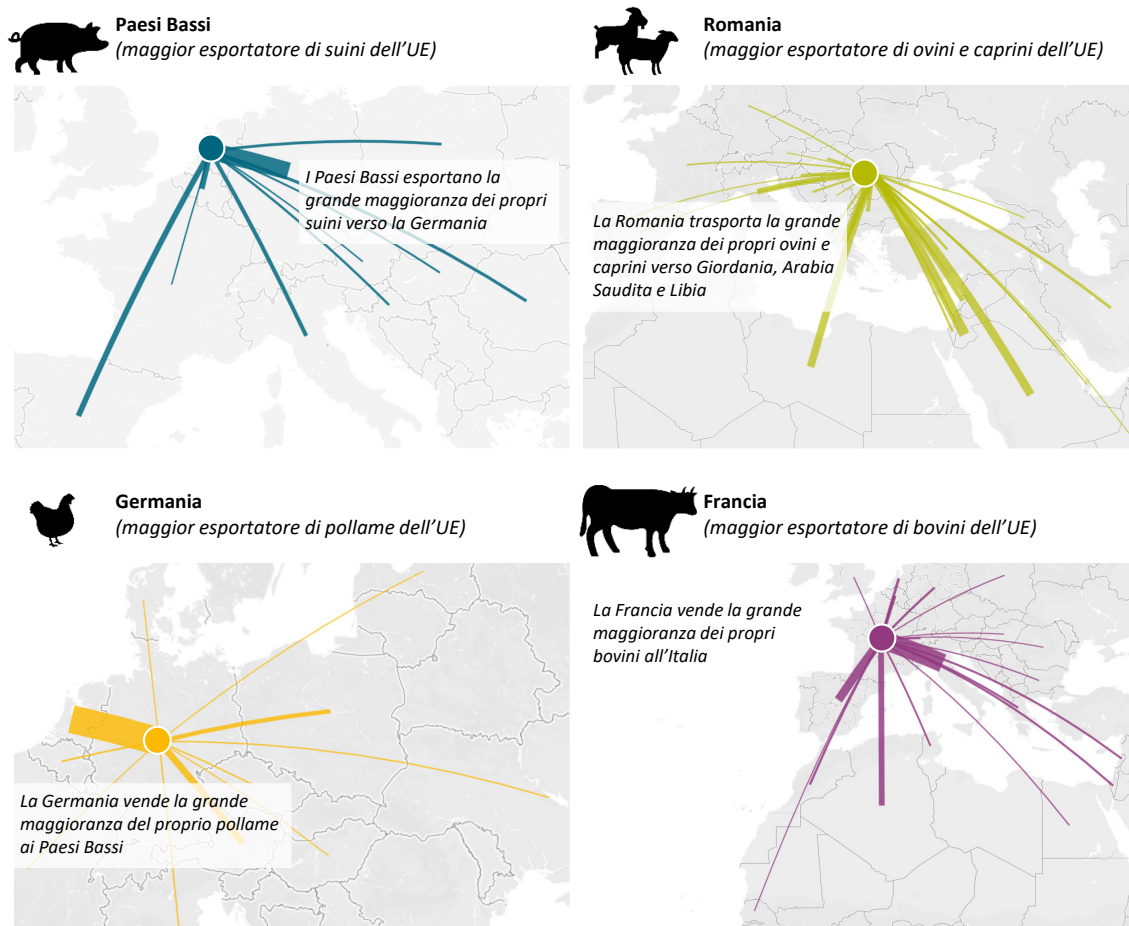 Paesi Bassi
(maggior esportatore di suini dell'UE)
I Paesi Bassi esportano la
grande maggioranza dei propri
suini verso la Germania
Romania
(maggior esportatore di ovini e caprini dell'UE)
La Romania trasporta la grande
maggioranza dei propri ovini e
caprini verso Giordania, Arabia
Saudita e Libia
Germania
(maggior esportatore di pollame dell'UE)
La Germania vende la grande
maggioranza del proprio pollame
ai Paesi Bassi
Francia
(maggior esportatore di bovini dell'UE)
La Francia vende la grande
maggioranza dei propri
bovini all'Italia